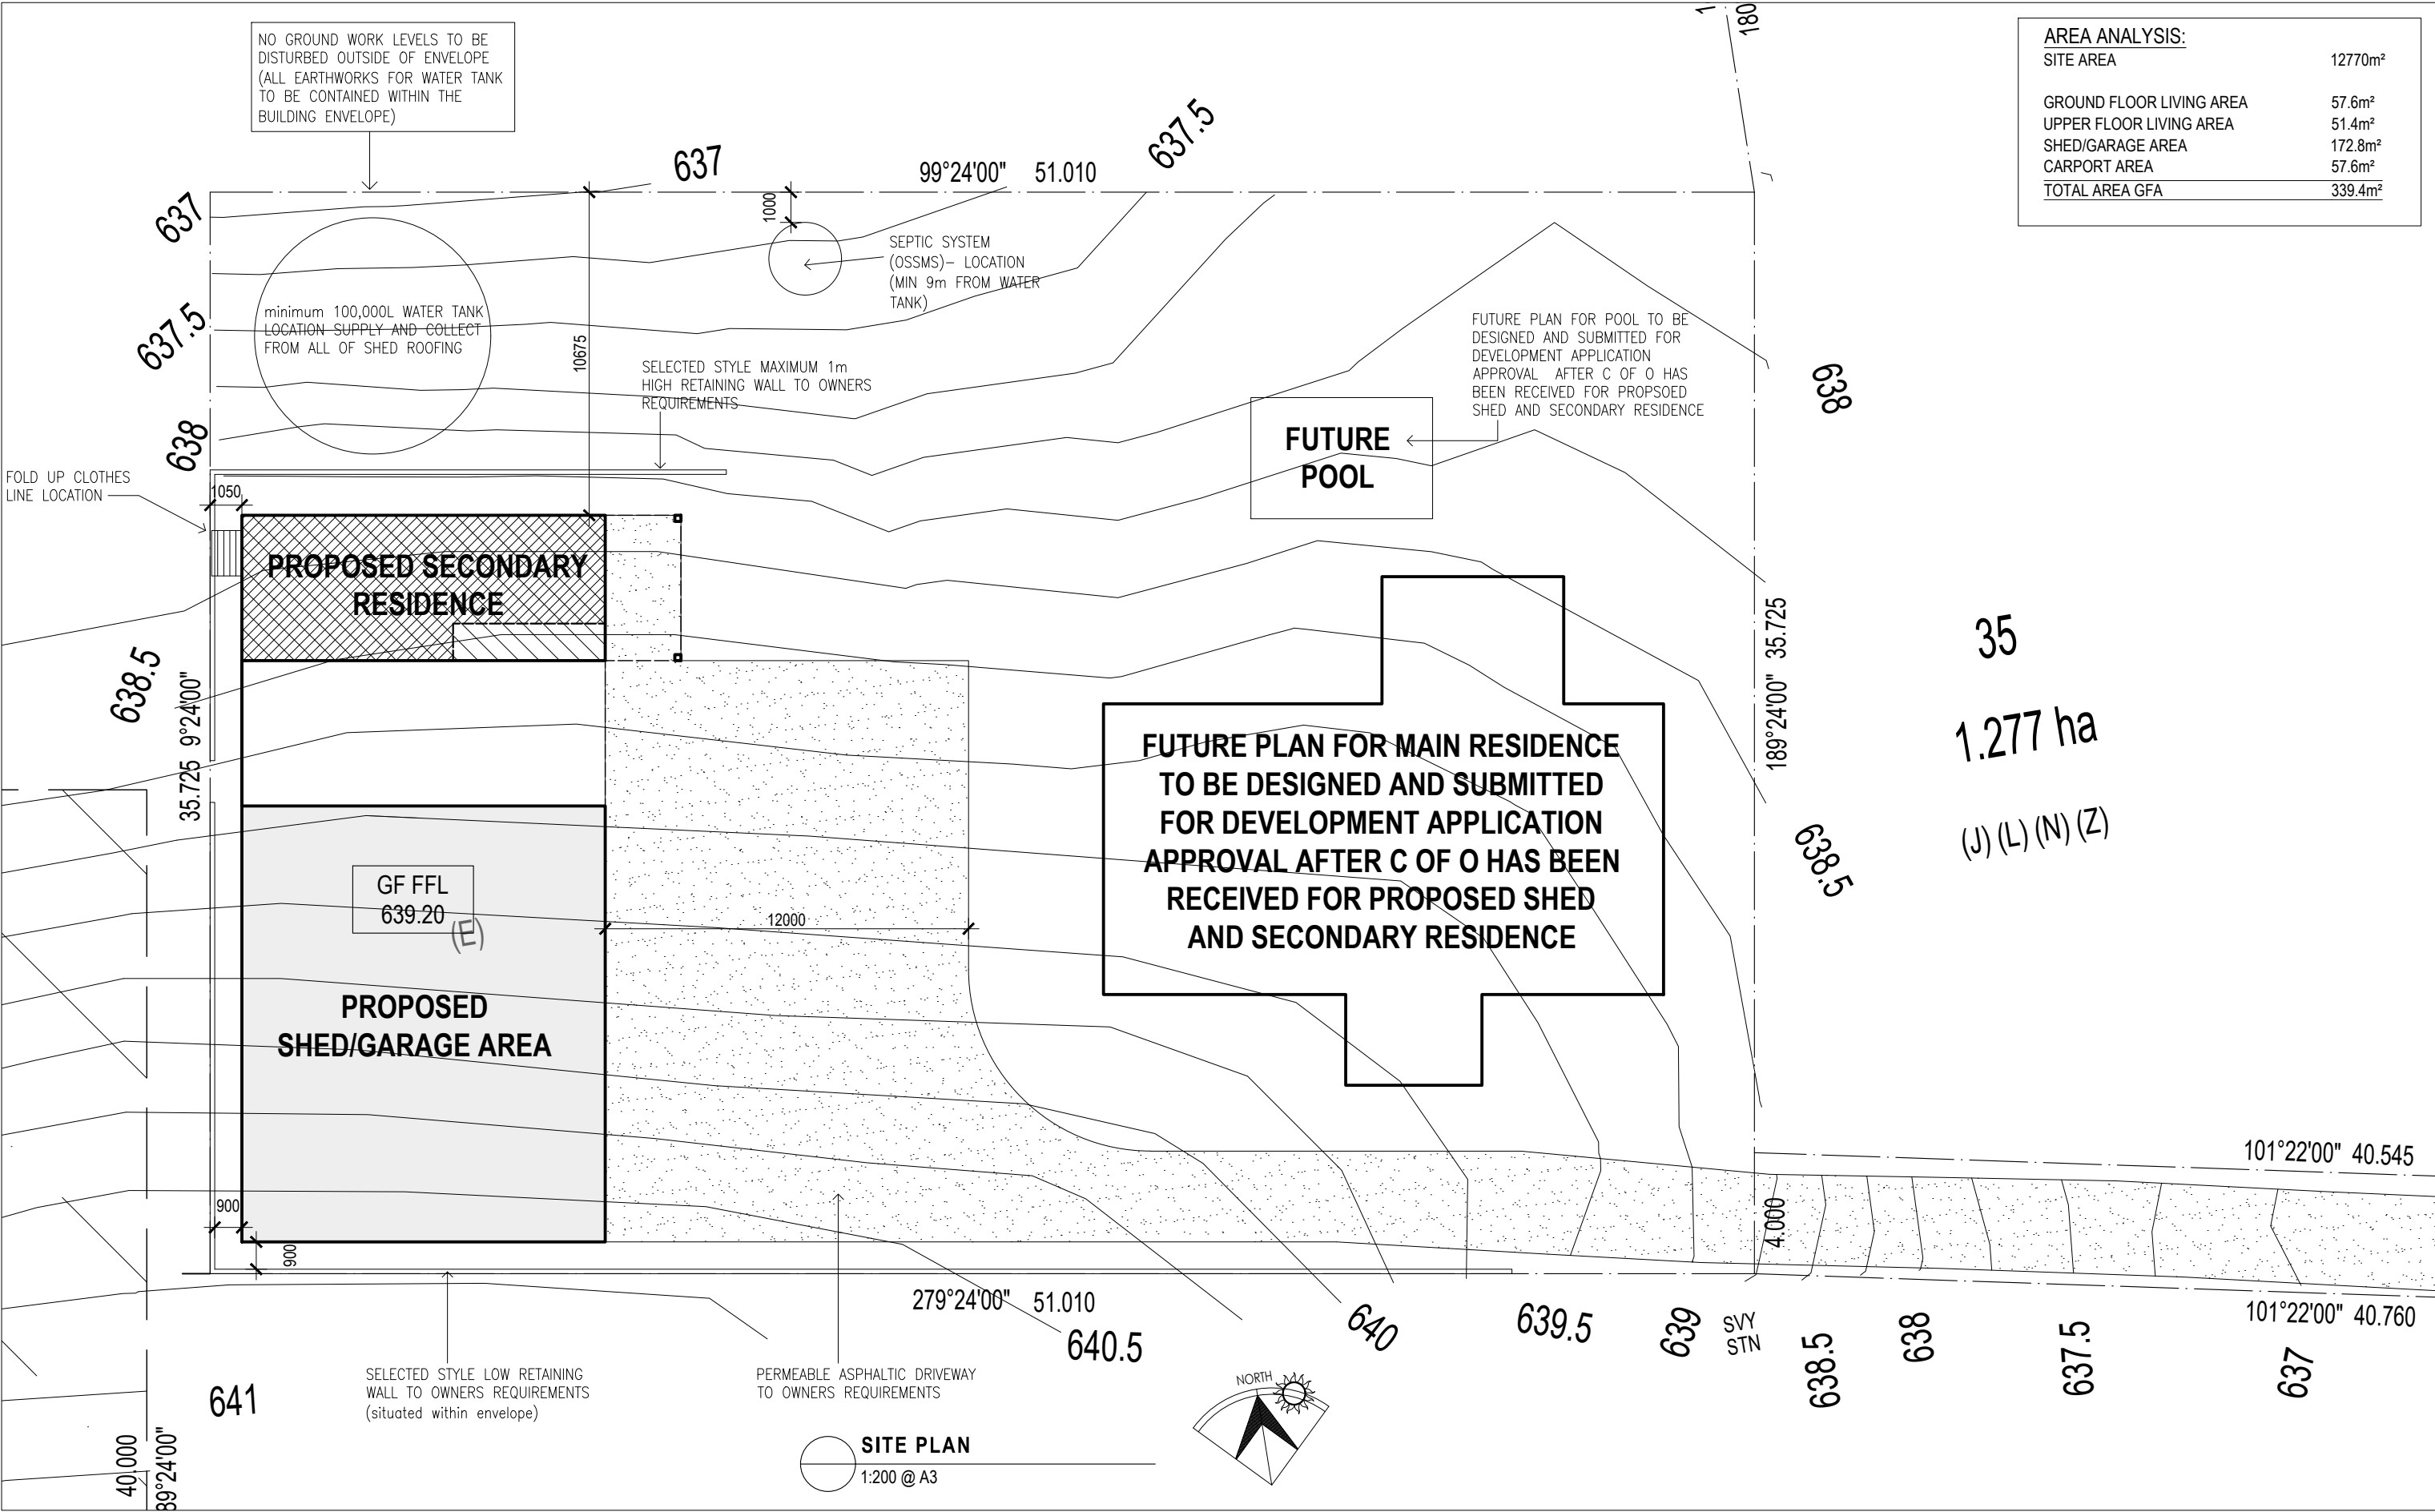 NO GROUND WORK LEVELS TO BE
DISTURBED OUTSIDE OF ENVELOPE
(ALL EARTHWORKS FOR WATER TANK
TO BE CONTAINED WITHIN THE
BUILDING ENVELOPE)
180
AREA ANALYSIS:
SITE AREA 12770m²
GROUND FLOOR LIVING AREA 57.6m²
UPPER FLOOR LIVING AREA 51.4m²
SHED/GARAGE AREA 172.8m²
CARPORT AREA 57.6m²
TOTAL AREA GFA 339.4m²
637
637
99°24'00" 51.010
637.5
1000
SEPTIC SYSTEM
(OSSMS)- LOCATION
(MIN 9m FROM WATER
TANK)
637.5
minimum 100,000L WATER TANK
LOCATION SUPPLY AND COLLECT
FROM ALL OF SHED ROOFING
10675
SELECTED STYLE MAXIMUM 1m
HIGH RETAINING WALL TO OWNERS
REQUIREMENTS
FUTURE PLAN FOR POOL TO BE
DESIGNED AND SUBMITTED FOR
DEVELOPMENT APPLICATION
APPROVAL AFTER C OF O HAS
BEEN RECEIVED FOR PROPSOED
SHED AND SECONDARY RESIDENCE
638
638
FUTURE
POOL
FOLD UP CLOTHES
LINE LOCATION
1050
PROPOSED SECONDARY
RESIDENCE
638.5
35.725 9°24'00"
189°24'00" 35.725
35
1.277 ha
(J) (L) (N) (Z)
FUTURE PLAN FOR MAIN RESIDENCE
TO BE DESIGNED AND SUBMITTED
FOR DEVELOPMENT APPLICATION
APPROVAL AFTER C OF O HAS BEEN
RECEIVED FOR PROPOSED SHED
AND SECONDARY RESIDENCE
638.5
GF FFL
639.20
(E)
12000
PROPOSED
SHED/GARAGE AREA
101°22'00" 40.545
900
900
4.000
279°24'00" 51.010
640.5
640
639.5
639
SVY
STN
638.5
638
637.5
637
101°22'00" 40.760
641
SELECTED STYLE LOW RETAINING
WALL TO OWNERS REQUIREMENTS
(situated within envelope)
PERMEABLE ASPHALTIC DRIVEWAY
TO OWNERS REQUIREMENTS
NORTH
40.000
89°24'00"
SITE PLAN
1:200 @ A3